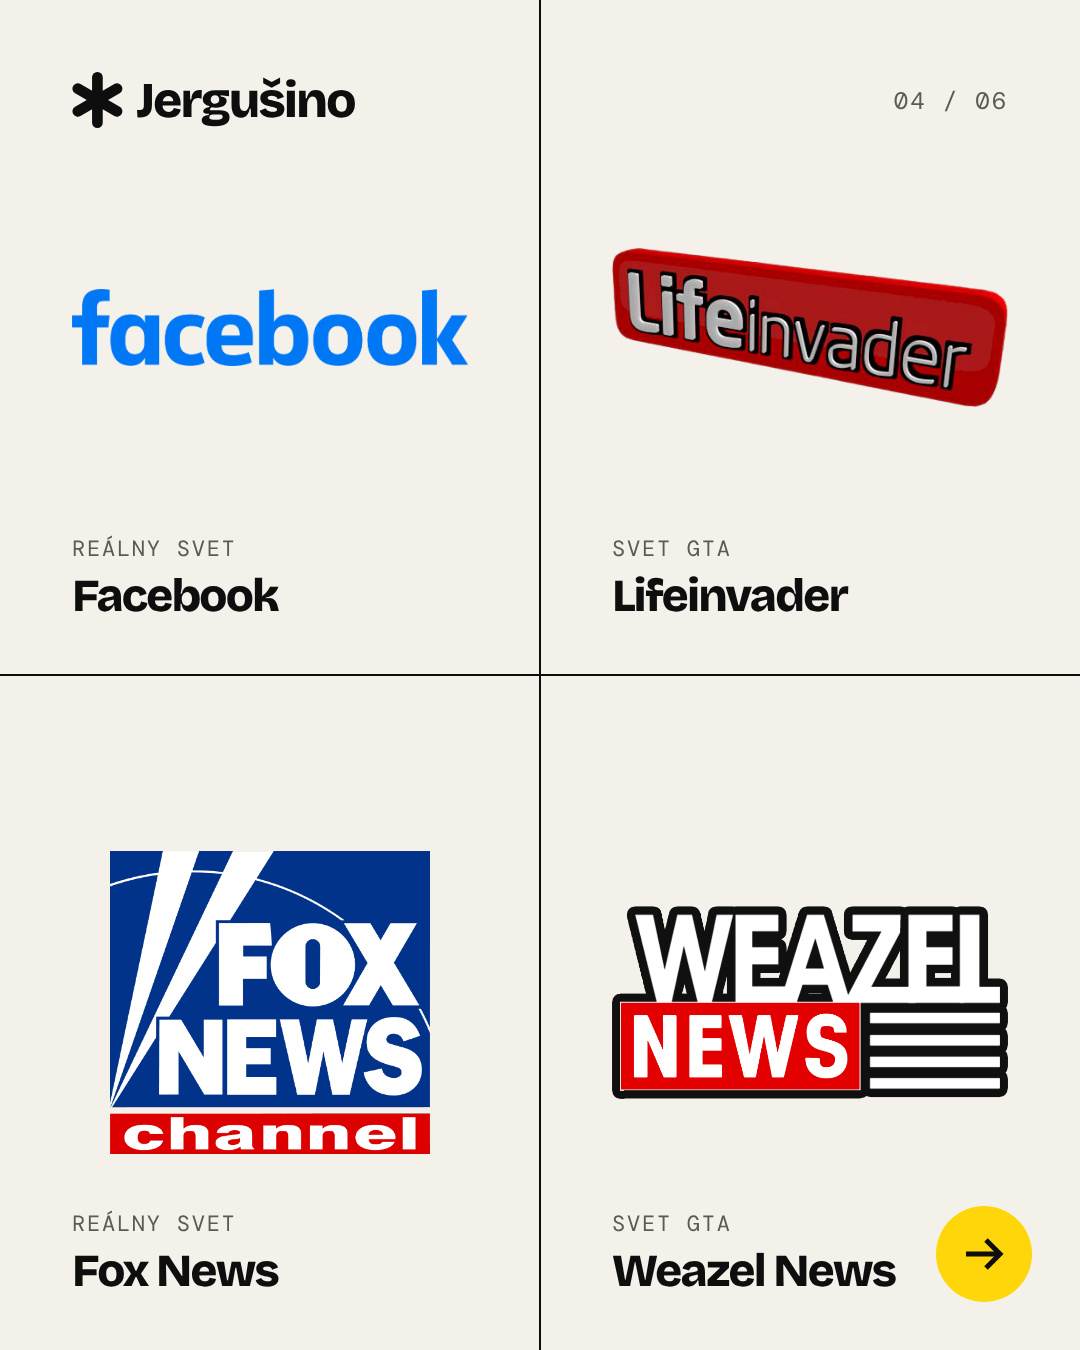 Jergušino
04 / 06
facebook
Lifeinvader
REÁLNY SVET
Facebook
SVET GTA
Lifeinvader
FOX
NEWS
channel
WEAZEL
NEWS
REÁLNY SVET
Fox News
SVET GTA
Weazel News